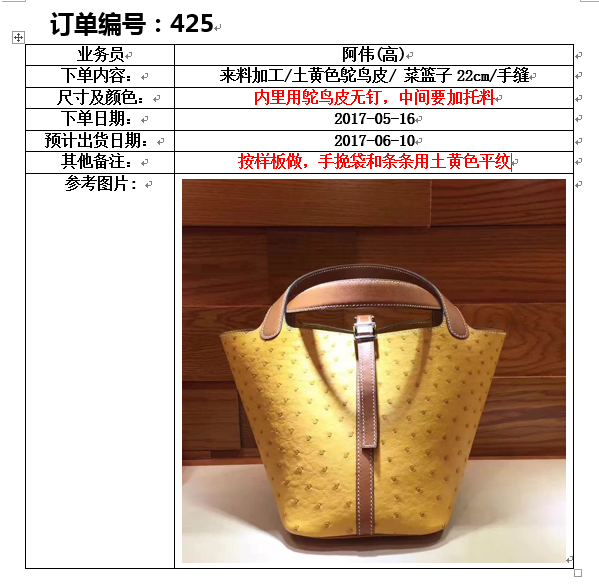 订单编号：425
业务员 阿伟(高)
下单内容： 来料加工/土黄色鸵鸟皮/ 菜篮子 22cm/手缝
尺寸及颜色： 内里用鸵鸟皮无钉，中间要加托料
下单日期： 2017-05-16
预计出货日期： 2017-06-10
其他备注： 按样板做，手挽袋和条条用土黄色平纹
参考图片：